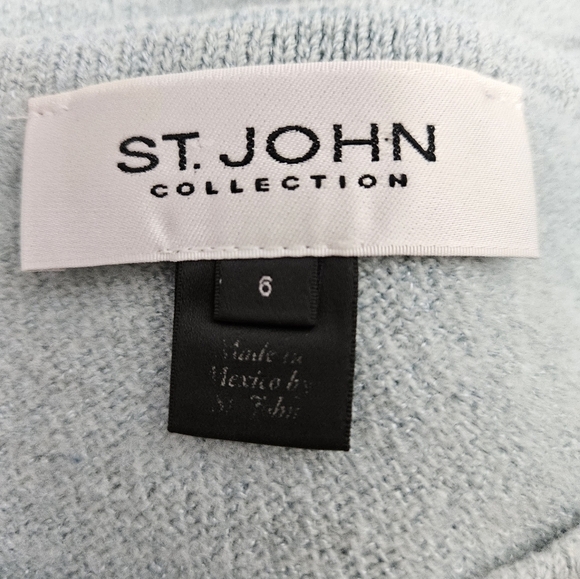 ST. JOHN
COLLECTION
6
Made in
Mexico by
St. John